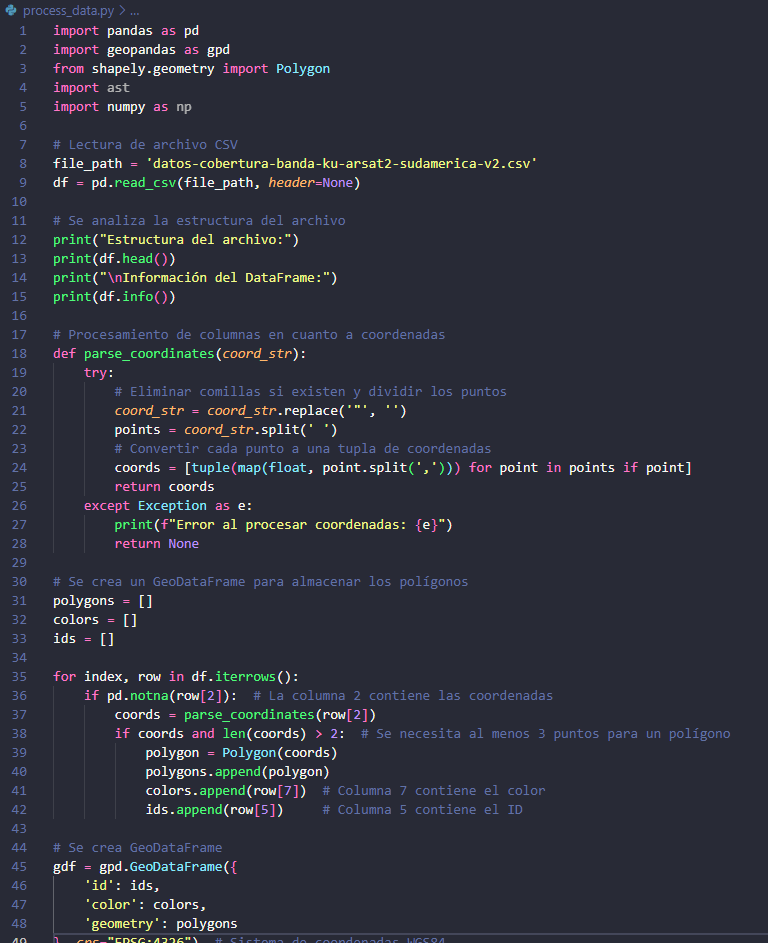 process_data.py > ...
1 import pandas as pd
2 import geopandas as gpd
3 from shapely.geometry import Polygon
4 import ast
5 import numpy as np
6
7 # Lectura de archivo CSV
8 file_path = 'datos-cobertura-banda-ku-arsat2-sudamerica-v2.csv'
9 df = pd.read_csv(file_path, header=None)
10
11 # Se analiza la estructura del archivo
12 print("Estructura del archivo:")
13 print(df.head())
14 print("\nInformación del DataFrame:")
15 print(df.info())
16
17 # Procesamiento de columnas en cuanto a coordenadas
18 def parse_coordinates(coord_str):
19     try:
20         # Eliminar comillas si existen y dividir los puntos
21         coord_str = coord_str.replace('"', '')
22         points = coord_str.split(' ')
23         # Convertir cada punto a una tupla de coordenadas
24         coords = [tuple(map(float, point.split(','))) for point in points if point]
25         return coords
26     except Exception as e:
27         print(f"Error al procesar coordenadas: {e}")
28         return None
29
30 # Se crea un GeoDataFrame para almacenar los polígonos
31 polygons = []
32 colors = []
33 ids = []
34
35 for index, row in df.iterrows():
36     if pd.notna(row[2]):  # La columna 2 contiene las coordenadas
37         coords = parse_coordinates(row[2])
38         if coords and len(coords) > 2:  # Se necesita al menos 3 puntos para un polígono
39             polygon = Polygon(coords)
40             polygons.append(polygon)
41             colors.append(row[7])  # Columna 7 contiene el color
42             ids.append(row[5])     # Columna 5 contiene el ID
43
44 # Se crea GeoDataFrame
45 gdf = gpd.GeoDataFrame({
46     'id': ids,
47     'color': colors,
48     'geometry': polygons
49 }, crs="EPSG:4326")  # Sistema de coordenadas WGS84